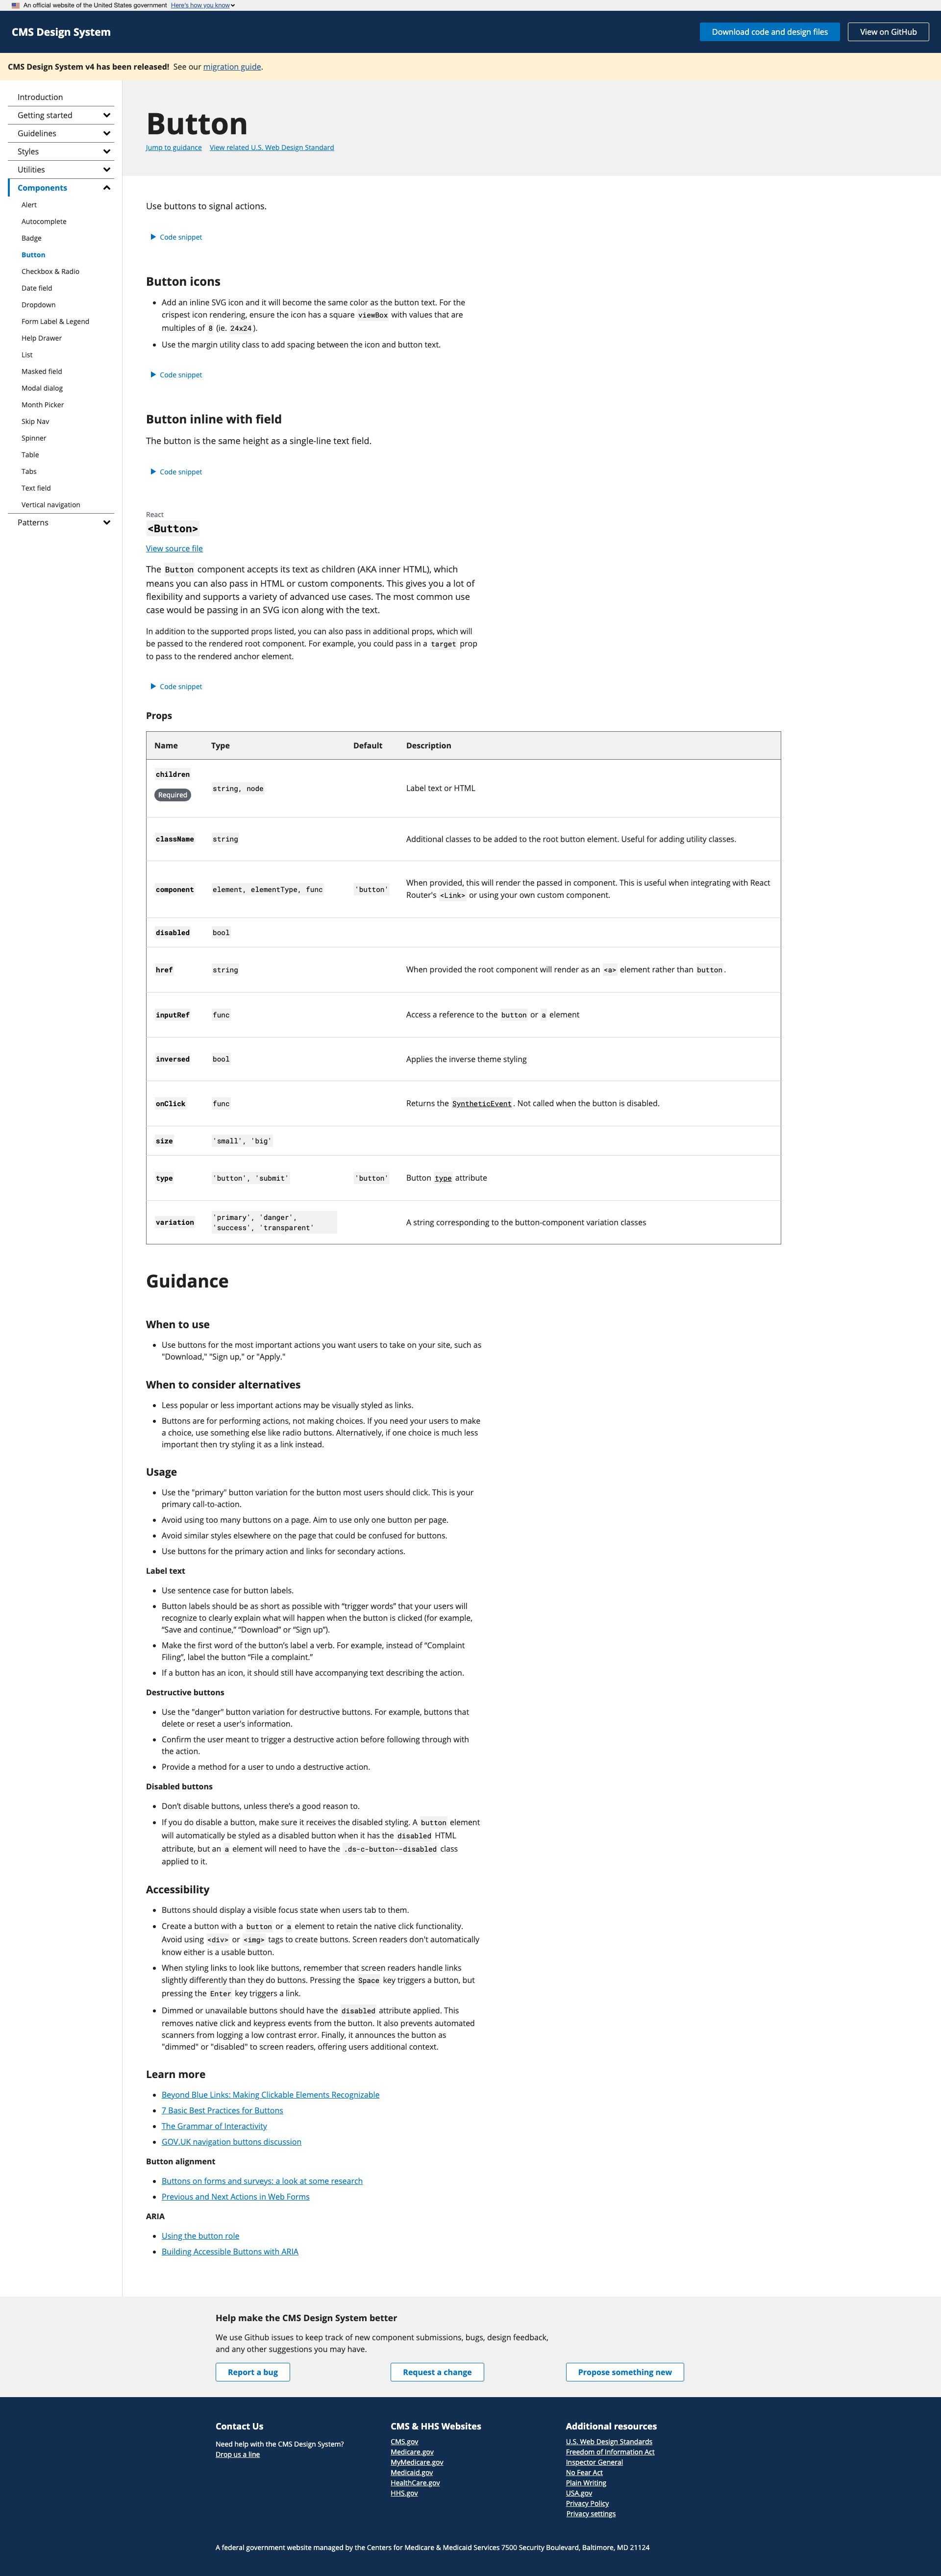 An official website of the United States government Here's how you know
CMS Design System
Download code and design files
View on GitHub
CMS Design System v4 has been released! See our migration guide.
Introduction
Getting started
Guidelines
Styles
Utilities
Components
Alert
Autocomplete
Badge
Button
Checkbox & Radio
Date field
Dropdown
Form Label & Legend
Help Drawer
List
Masked field
Modal dialog
Month Picker
Skip Nav
Spinner
Table
Tabs
Text field
Vertical navigation
Patterns
Button
Jump to guidance View related U.S. Web Design Standard
Use buttons to signal actions.
Code snippet
Button icons
• Add an inline SVG icon and it will become the same color as the button text. For the
crispest icon rendering, ensure the icon has a square viewBox with values that are
multiples of 8 (ie. 24x24).
• Use the margin utility class to add spacing between the icon and button text.
Code snippet
Button inline with field
The button is the same height as a single-line text field.
Code snippet
React
<Button>
View source file
The Button component accepts its text as children (AKA inner HTML), which
means you can also pass in HTML or custom components. This gives you a lot of
flexibility and supports a variety of advanced use cases. The most common use
case would be passing in an SVG icon along with the text.
In addition to the supported props listed, you can also pass in additional props, which will
be passed to the rendered root component. For example, you could pass in a target prop
to pass to the rendered anchor element.
Code snippet
Props
Name Type Default Description
children
Required
string, node Label text or HTML
className string Additional classes to be added to the root button element. Useful for adding utility classes.
component element, elementType, func 'button' When provided, this will render the passed in component. This is useful when integrating with React
Router's <Link> or using your own custom component.
disabled bool
href string When provided the root component will render as an <a> element rather than button.
inputRef func Access a reference to the button or a element
inversed bool Applies the inverse theme styling
onClick func Returns the SyntheticEvent. Not called when the button is disabled.
size 'small', 'big'
type 'button', 'submit' 'button' Button type attribute
variation 'primary', 'danger',
'success', 'transparent' A string corresponding to the button-component variation classes
Guidance
When to use
• Use buttons for the most important actions you want users to take on your site, such as
"Download," "Sign up," or "Apply."
When to consider alternatives
• Less popular or less important actions may be visually styled as links.
• Buttons are for performing actions, not making choices. If you need your users to make
a choice, use something else like radio buttons. Alternatively, if one choice is much less
important then try styling it as a link instead.
Usage
• Use the "primary" button variation for the button most users should click. This is your
primary call-to-action.
• Avoid using too many buttons on a page. Aim to use only one button per page.
• Avoid similar styles elsewhere on the page that could be confused for buttons.
• Use buttons for the primary action and links for secondary actions.
Label text
• Use sentence case for button labels.
• Button labels should be as short as possible with “trigger words” that your users will
recognize to clearly explain what will happen when the button is clicked (for example,
“Save and continue,” “Download” or “Sign up”).
• Make the first word of the button’s label a verb. For example, instead of “Complaint
Filing”, label the button “File a complaint.”
• If a button has an icon, it should still have accompanying text describing the action.
Destructive buttons
• Use the "danger" button variation for destructive buttons. For example, buttons that
delete or reset a user's information.
• Confirm the user meant to trigger a destructive action before following through with
the action.
• Provide a method for a user to undo a destructive action.
Disabled buttons
• Don’t disable buttons, unless there’s a good reason to.
• If you do disable a button, make sure it receives the disabled styling. A button element
will automatically be styled as a disabled button when it has the disabled HTML
attribute, but an a element will need to have the .ds-c-button--disabled class
applied to it.
Accessibility
• Buttons should display a visible focus state when users tab to them.
• Create a button with a button or a element to retain the native click functionality.
Avoid using <div> or <img> tags to create buttons. Screen readers don't automatically
know either is a usable button.
• When styling links to look like buttons, remember that screen readers handle links
slightly differently than they do buttons. Pressing the Space key triggers a button, but
pressing the Enter key triggers a link.
• Dimmed or unavailable buttons should have the disabled attribute applied. This
removes native click and keypress events from the button. It also prevents automated
scanners from logging a low contrast error. Finally, it announces the button as
"dimmed" or "disabled" to screen readers, offering users additional context.
Learn more
• Beyond Blue Links: Making Clickable Elements Recognizable
• 7 Basic Best Practices for Buttons
• The Grammar of Interactivity
• GOV.UK navigation buttons discussion
Button alignment
• Buttons on forms and surveys: a look at some research
• Previous and Next Actions in Web Forms
ARIA
• Using the button role
• Building Accessible Buttons with ARIA
Help make the CMS Design System better
We use Github issues to keep track of new component submissions, bugs, design feedback,
and any other suggestions you may have.
Report a bug
Request a change
Propose something new
Contact Us
Need help with the CMS Design System?
Drop us a line
CMS & HHS Websites
CMS.gov
Medicare.gov
MyMedicare.gov
Medicaid.gov
HealthCare.gov
HHS.gov
Additional resources
U.S. Web Design Standards
Freedom of Information Act
Inspector General
No Fear Act
Plain Writing
USA.gov
Privacy Policy
Privacy settings
A federal government website managed by the Centers for Medicare & Medicaid Services 7500 Security Boulevard, Baltimore, MD 21124